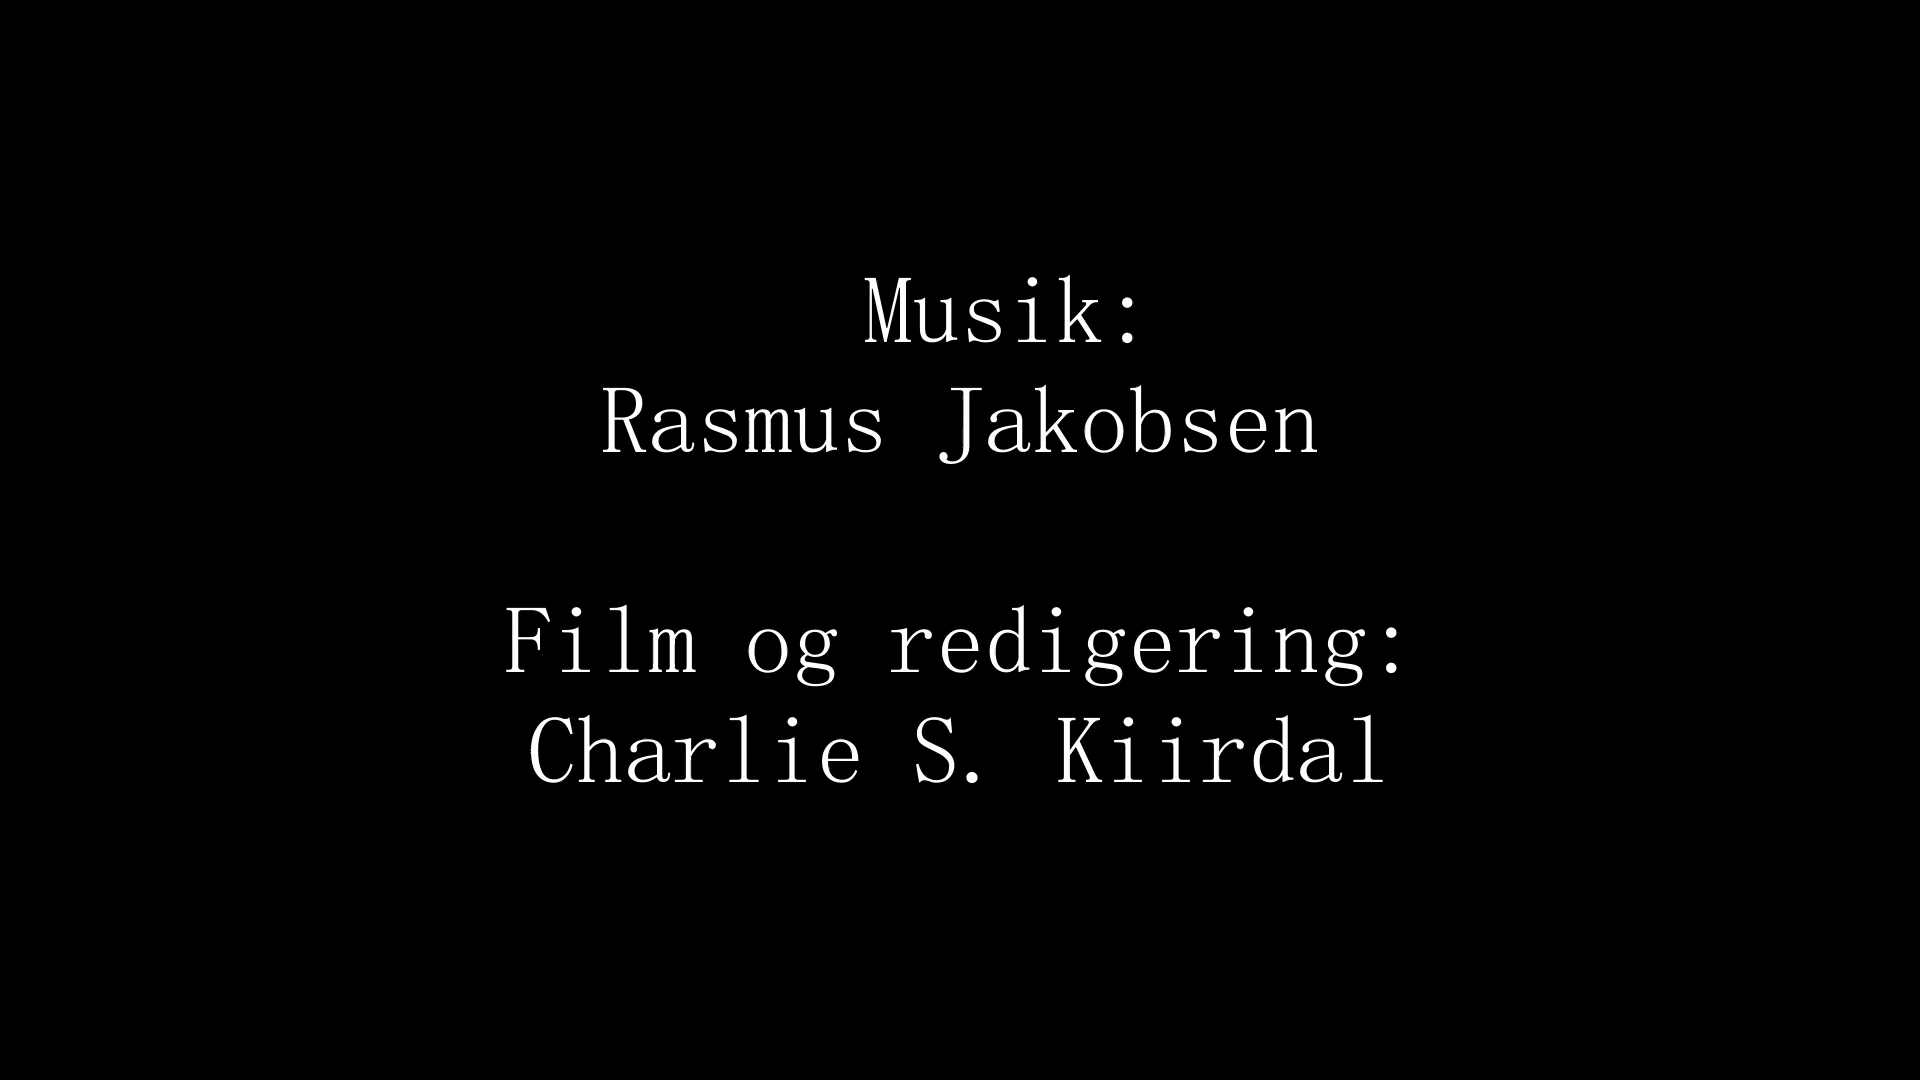 Musik:
Rasmus Jakobsen
Film og redigering:
Charlie S. Kiirdal